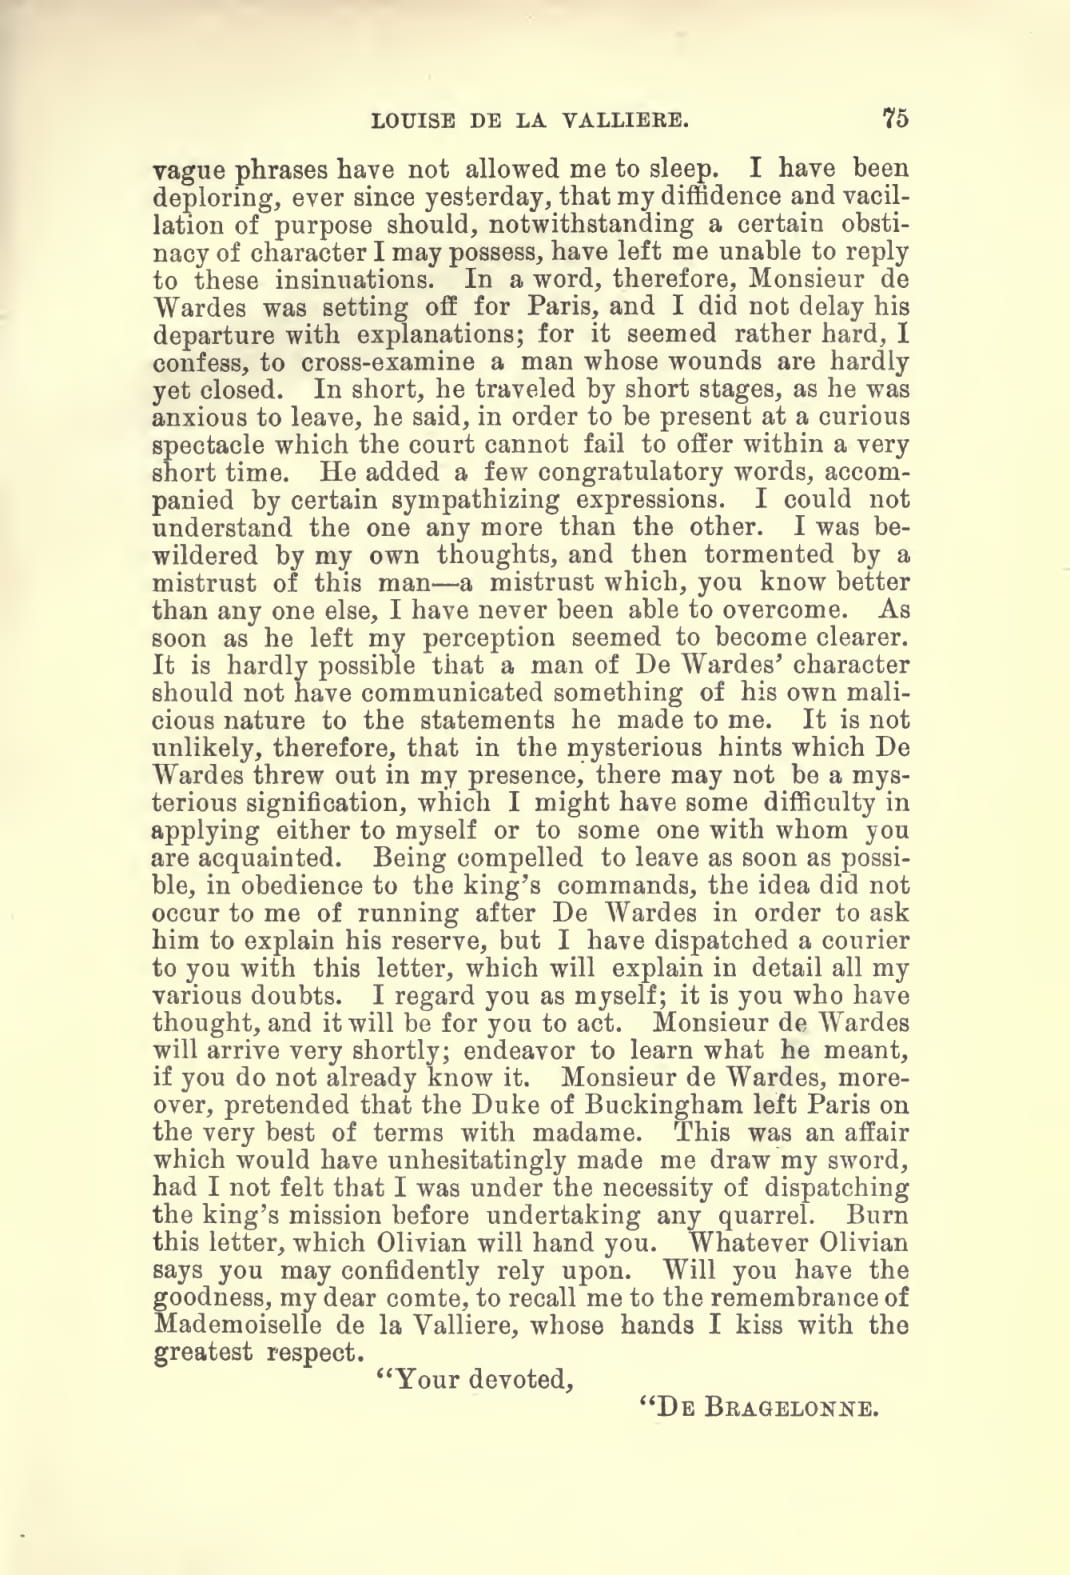 LOUISE DE LA VALLIERE. 75
vague phrases have not allowed me to sleep. I have been
deploring, ever since yesterday, that my diffidence and vacil-
lation of purpose should, notwithstanding a certain obsti-
nacy of character I may possess, have left me unable to reply
to these insinuations. In a word, therefore, Monsieur de
Wardes was setting off for Paris, and I did not delay his
departure with explanations; for it seemed rather hard, I
confess, to cross-examine a man whose wounds are hardly
yet closed. In short, he traveled by short stages, as he was
anxious to leave, he said, in order to be present at a curious
spectacle which the court cannot fail to offer within a very
short time. He added a few congratulatory words, accom-
panied by certain sympathizing expressions. I could not
understand the one any more than the other. I was be-
wildered by my own thoughts, and then tormented by a
mistrust of this man—a mistrust which, you know better
than any one else, I have never been able to overcome. As
soon as he left my perception seemed to become clearer.
It is hardly possible that a man of De Wardes' character
should not have communicated something of his own mali-
cious nature to the statements he made to me. It is not
unlikely, therefore, that in the mysterious hints which De
Wardes threw out in my presence, there may not be a mys-
terious signification, which I might have some difficulty in
applying either to myself or to some one with whom you
are acquainted. Being compelled to leave as soon as possi-
ble, in obedience to the king's commands, the idea did not
occur to me of running after De Wardes in order to ask
him to explain his reserve, but I have dispatched a courier
to you with this letter, which will explain in detail all my
various doubts. I regard you as myself; it is you who have
thought, and it will be for you to act. Monsieur de Wardes
will arrive very shortly; endeavor to learn what he meant,
if you do not already know it. Monsieur de Wardes, more-
over, pretended that the Duke of Buckingham left Paris on
the very best of terms with madame. This was an affair
which would have unhesitatingly made me draw my sword,
had I not felt that I was under the necessity of dispatching
the king's mission before undertaking any quarrel. Burn
this letter, which Olivian will hand you. Whatever Olivian
says you may confidently rely upon. Will you have the
goodness, my dear comte, to recall me to the remembrance of
Mademoiselle de la Valliere, whose hands I kiss with the
greatest respect.
"Your devoted,
"DE BRAGELONNE.